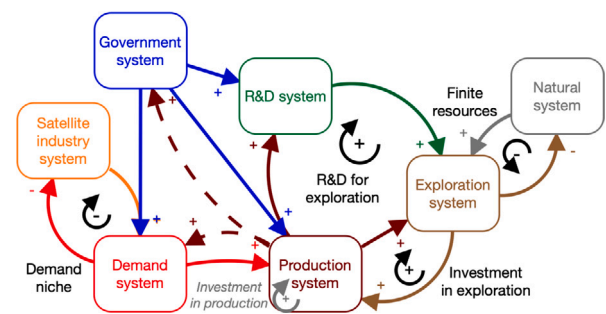 Government
system
+
+
R&D system
Finite
resources
Natural
system
Satellite
industry
system
+
+
+
+
-
-
R&D for
exploration
Exploration
system
-
-
+
+
+
+
+
Demand
niche
Demand
system
Investment
in production
+
Production
system
+
+
Investment
in exploration